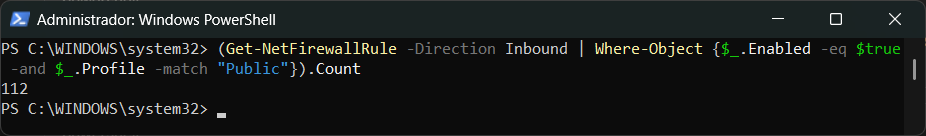 Administrador: Windows PowerShell
PS C:\WINDOWS\system32> (Get-NetFirewallRule -Direction Inbound | Where-Object {$_.Enabled -eq $true
-and $_.Profile -match "Public"}).Count
112
PS C:\WINDOWS\system32>